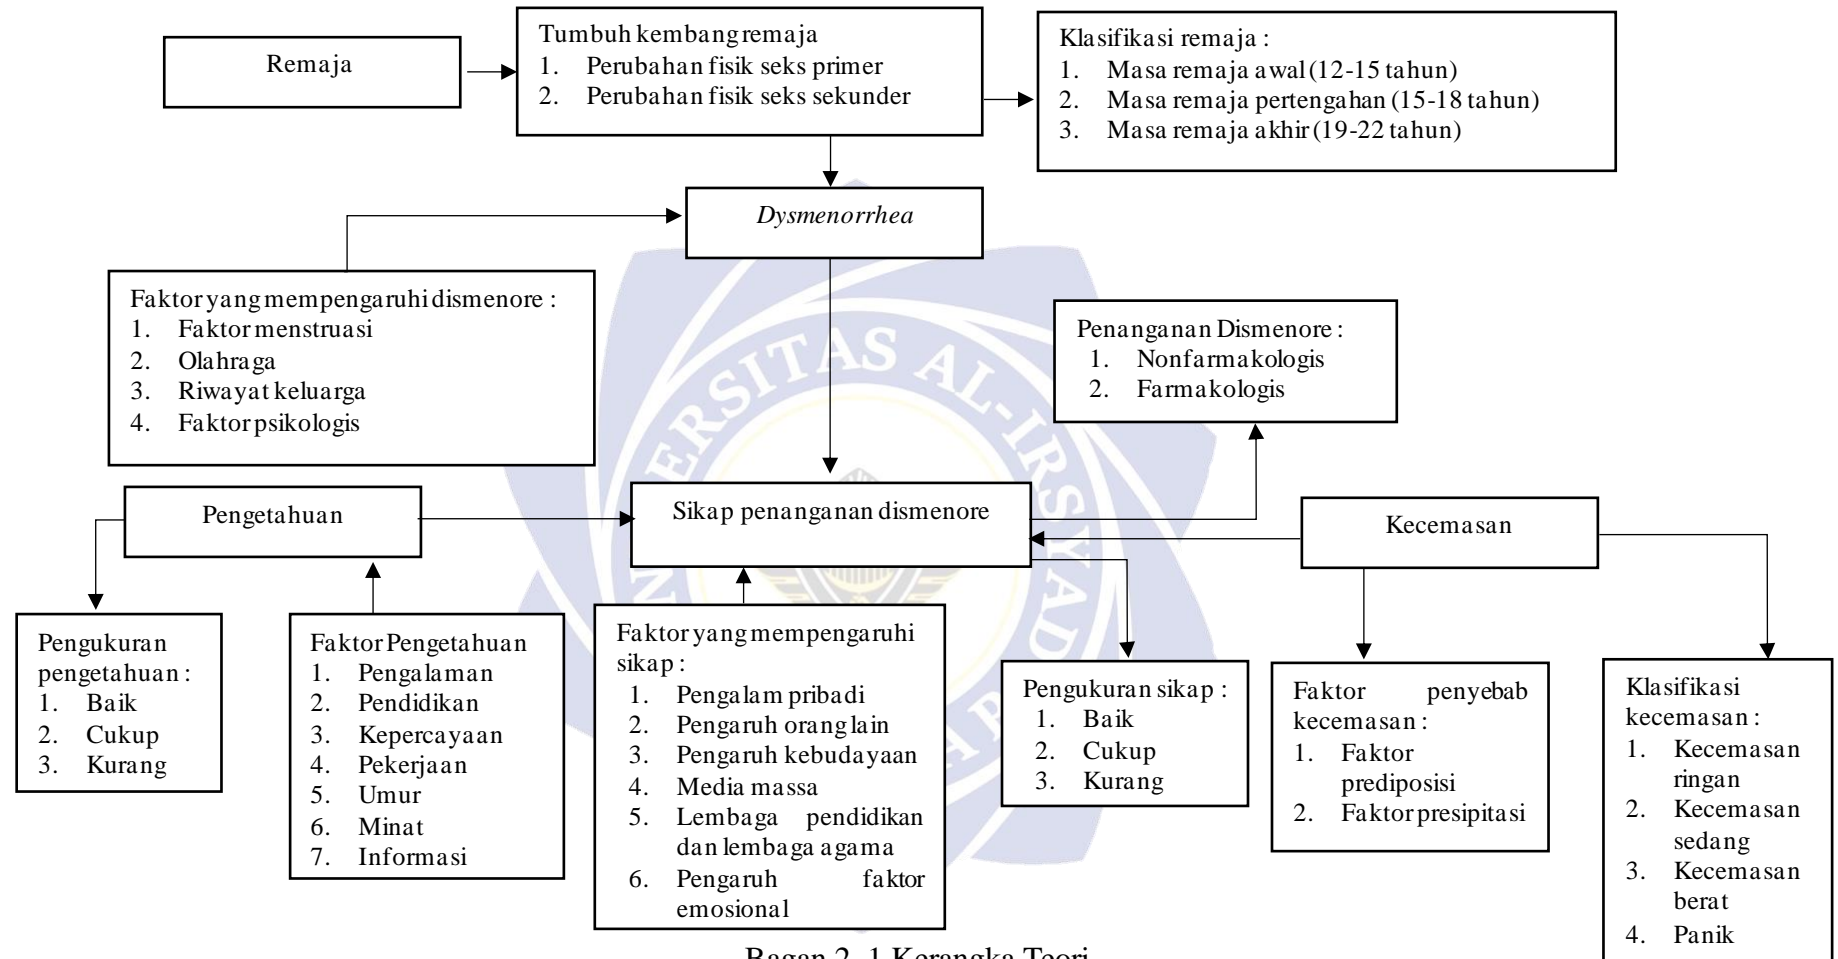 Remaja
Tumbuh kembang remaja
1. Perubahan fisik seks primer
2. Perubahan fisik seks sekunder
Klasifikasi remaja :
1. Masa remaja awal (12-15 tahun)
2. Masa remaja pertengahan (15-18 tahun)
3. Masa remaja akhir (19-22 tahun)
Dysmenorrhea
Faktor yang mempengaruhi dismenore :
1. Faktor menstruasi
2. Olahraga
3. Riwayat keluarga
4. Faktor psikologis
Penanganan Dismenore :
1. Nonfarmakologis
2. Farmakologis
Pengetahuan
Sikap penanganan dismenore
Kecemasan
Pengukuran
pengetahuan :
1. Baik
2. Cukup
3. Kurang
Faktor Pengetahuan
1. Pengalaman
2. Pendidikan
3. Kepercayaan
4. Pekerjaan
5. Umur
6. Minat
7. Informasi
Faktor yang mempengaruhi
sikap :
1. Pengalam pribadi
2. Pengaruh orang lain
3. Pengaruh kebudayaan
4. Media massa
5. Lembaga pendidikan
dan lembaga agama
6. Pengaruh faktor
emosional
Pengukuran sikap :
1. Baik
2. Cukup
3. Kurang
Faktor penyebab
kecemasan :
1. Faktor
prediposisi
2. Faktor presipitasi
Klasifikasi
kecemasan :
1. Kecemasan
ringan
2. Kecemasan
sedang
3. Kecemasan
berat
4. Panik
Bagan 2. 1 Kerangka Teori
ERSITAS AL-IRSYAD